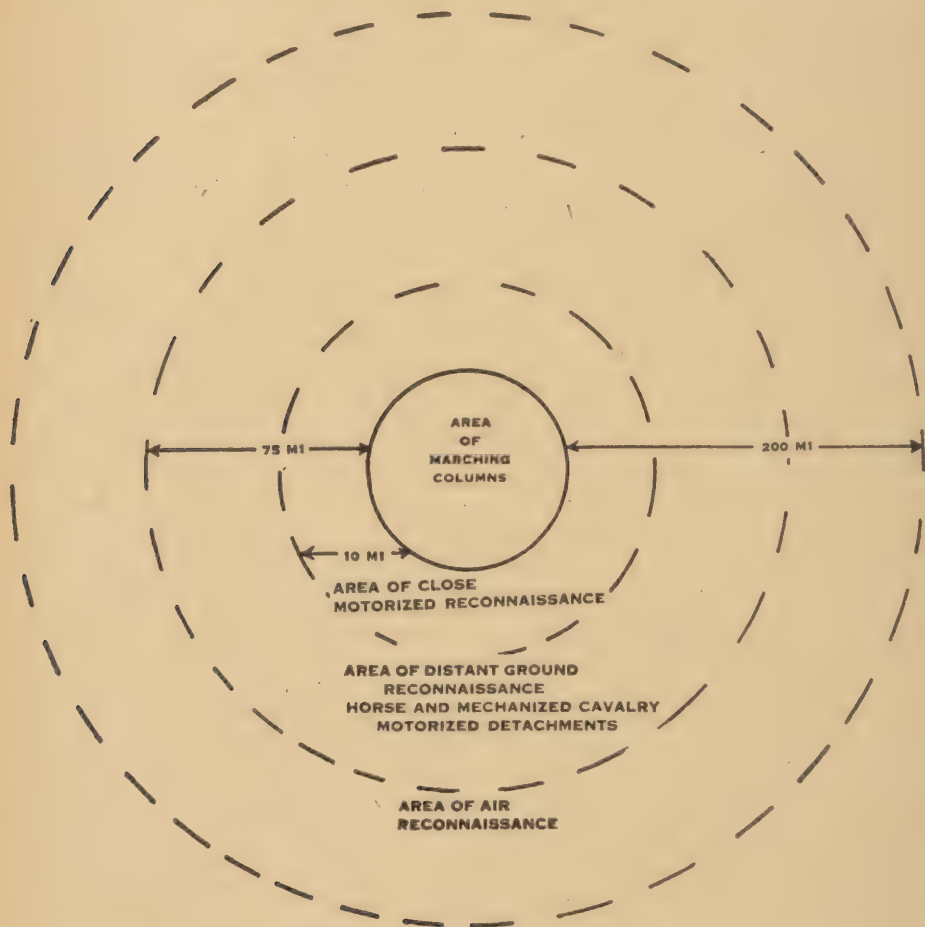 AREA
OF
MARCHING
COLUMNS
75 MI
200 MI
10 MI
AREA OF CLOSE
MOTORIZED RECONNAISSANCE
AREA OF DISTANT GROUND
RECONNAISSANCE
HORSE AND MECHANIZED CAVALRY
MOTORIZED DETACHMENTS
AREA OF AIR
RECONNAISSANCE